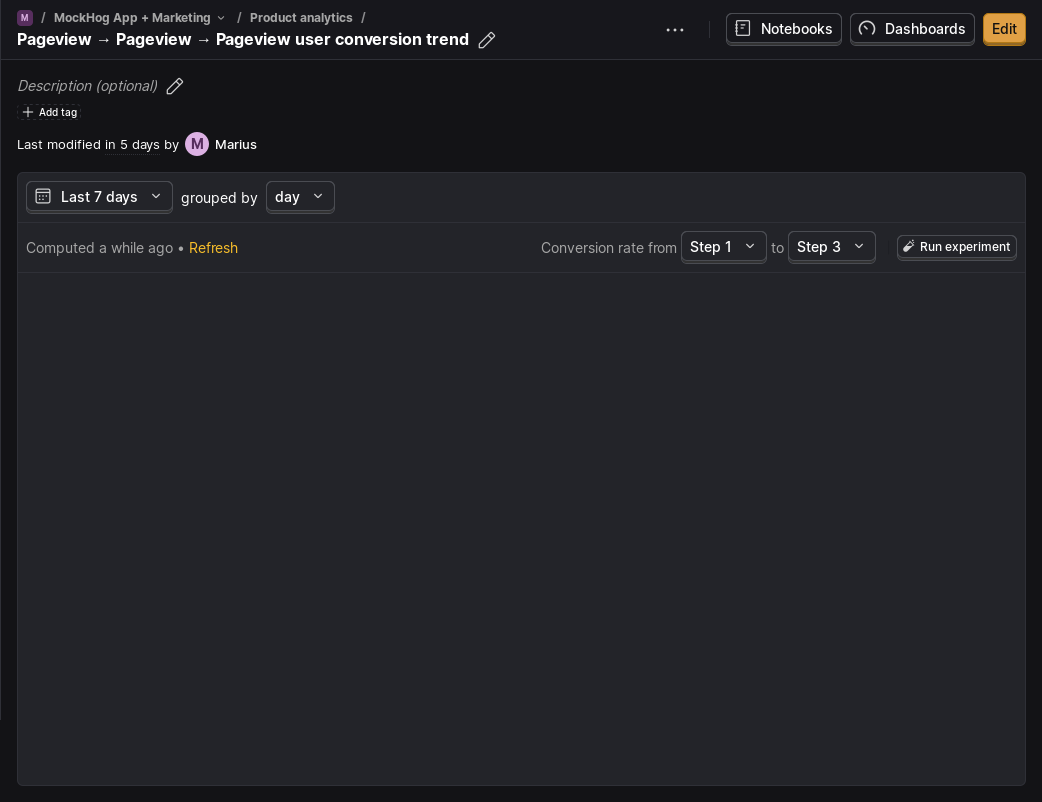 M / MockHog App + Marketing / Product analytics /
Pageview → Pageview → Pageview user conversion trend
Notebooks
Dashboards
Edit
Description (optional)
Add tag
Last modified in 5 days by M Marius
Last 7 days grouped by day
Computed a while ago • Refresh
Conversion rate from Step 1 to Step 3
Run experiment